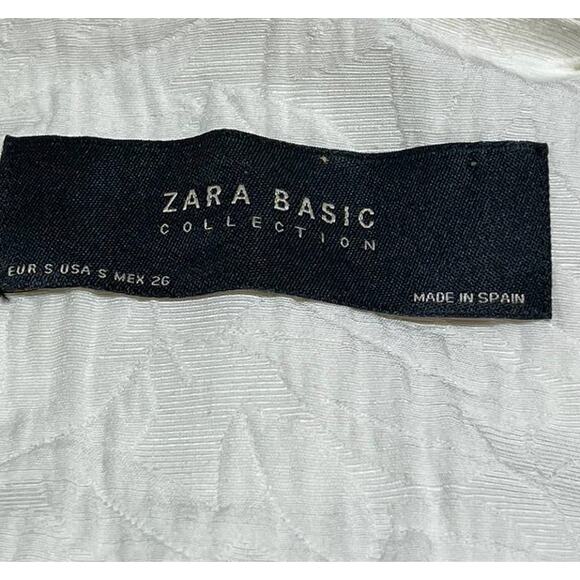 ZARA BASIC
COLLECTION
EUR S USA S MEX 26
MADE IN SPAIN